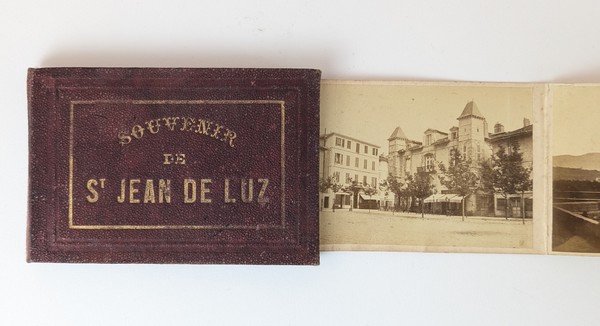 SOUVENIR
DE
Sᵀ JEAN DE LUZ